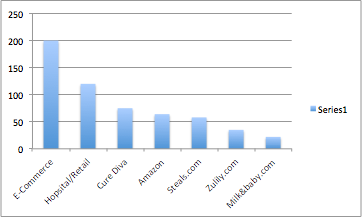 250
200
150
100
50
0
Series1
E-Commerce
Hopsital/Retail
Cure Diva
Amazon
Steals.com
Zulily.com
Milk&baby.com